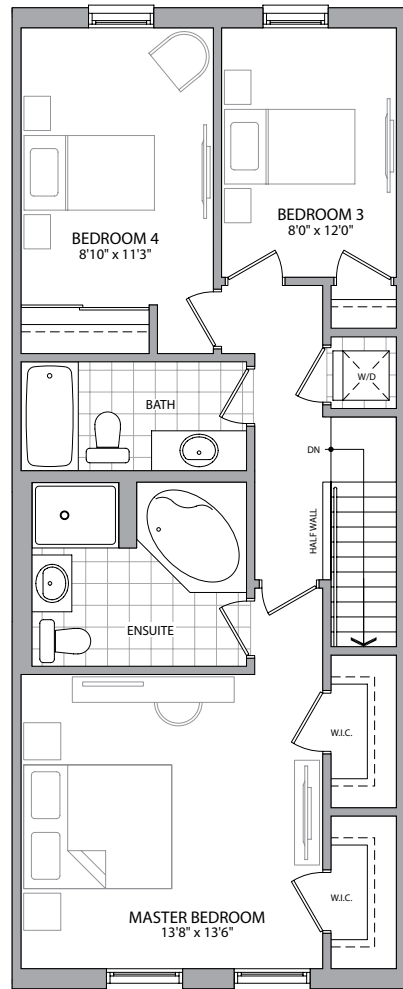 BEDROOM 3
8'0" x 12'0"
BEDROOM 4
8'10" x 11'3"
W/D
BATH
DN
HALF WALL
ENSUITE
W.I.C.
W.I.C.
MASTER BEDROOM
13'8" x 13'6"